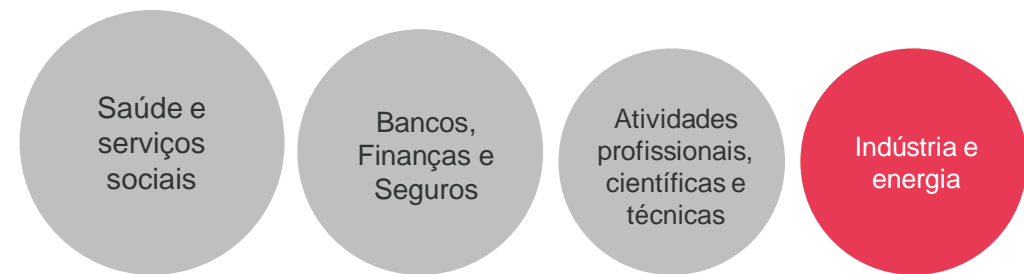 Saúde e
serviços
sociais
Bancos,
Finanças e
Seguros
Atividades
profissionais,
científicas e
técnicas
Indústria e
energia